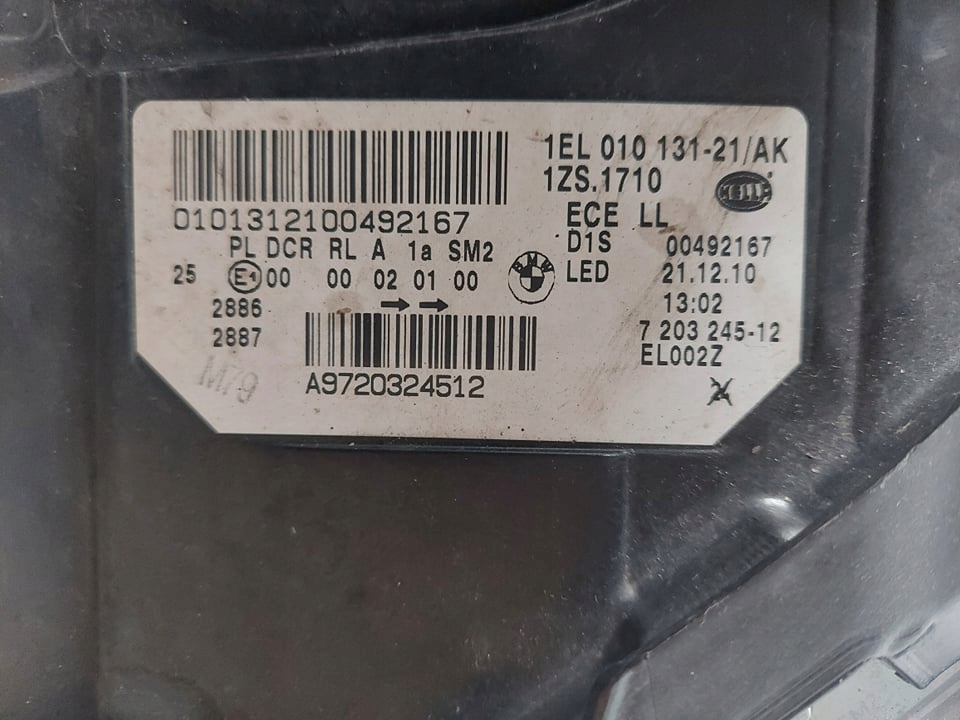 1EL 010 131-21/AK
1ZS.1710
HELLA
0101312100492167
ECE LL
PL DCR RL A 1a SM2
D1S 00492167
25 E1 00 00 02 01 00
BMW
LED 21.12.10
2886
13:02
2887
7 203 245-12
EL002Z
M79
A9720324512